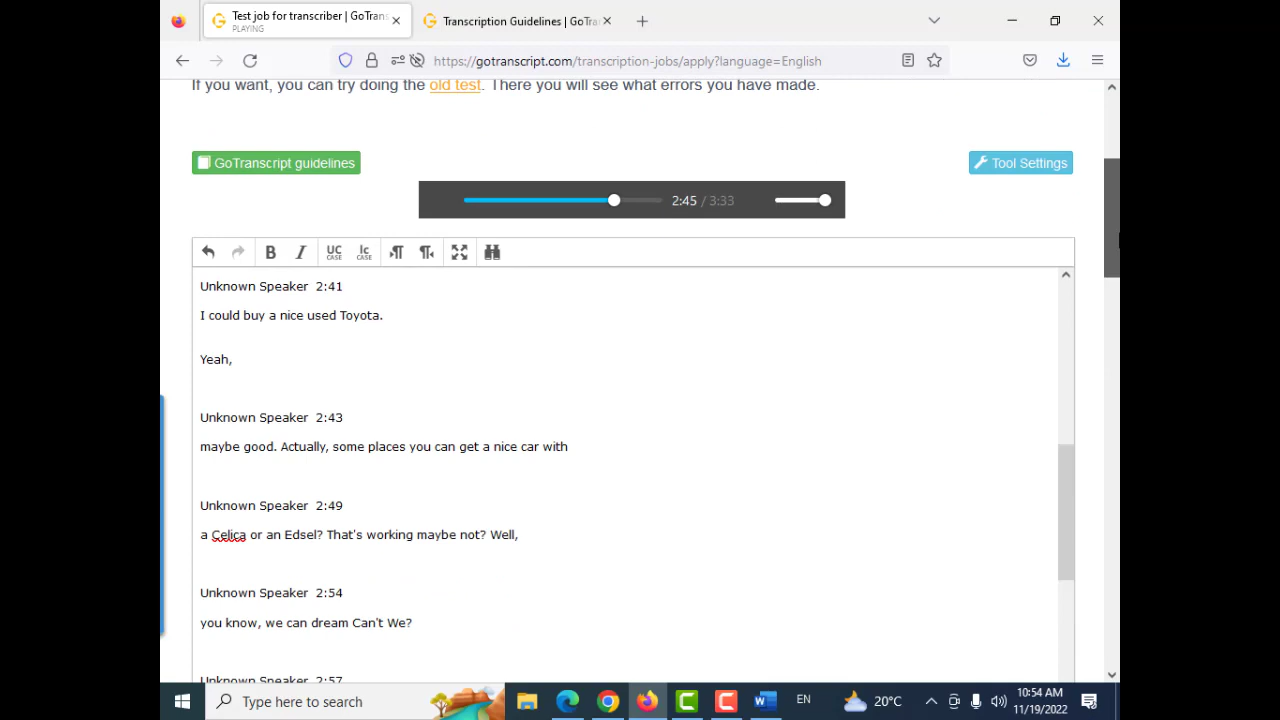 Test job for transcriber | GoTrans
PLAYING
Transcription Guidelines | GoTra
https://gotranscript.com/transcription-jobs/apply?language=English
If you want, you can try doing the old test. There you will see what errors you have made.
GoTranscript guidelines
Tool Settings
2:45 / 3:33
B I UC CASE lc CASE
Unknown Speaker 2:41
I could buy a nice used Toyota.
Yeah,
Unknown Speaker 2:43
maybe good. Actually, some places you can get a nice car with
Unknown Speaker 2:49
a Celica or an Edsel? That's working maybe not? Well,
Unknown Speaker 2:54
you know, we can dream Can't We?
Unknown Speaker 2:57
Type here to search
W
EN
20°C
10:54 AM
11/19/2022